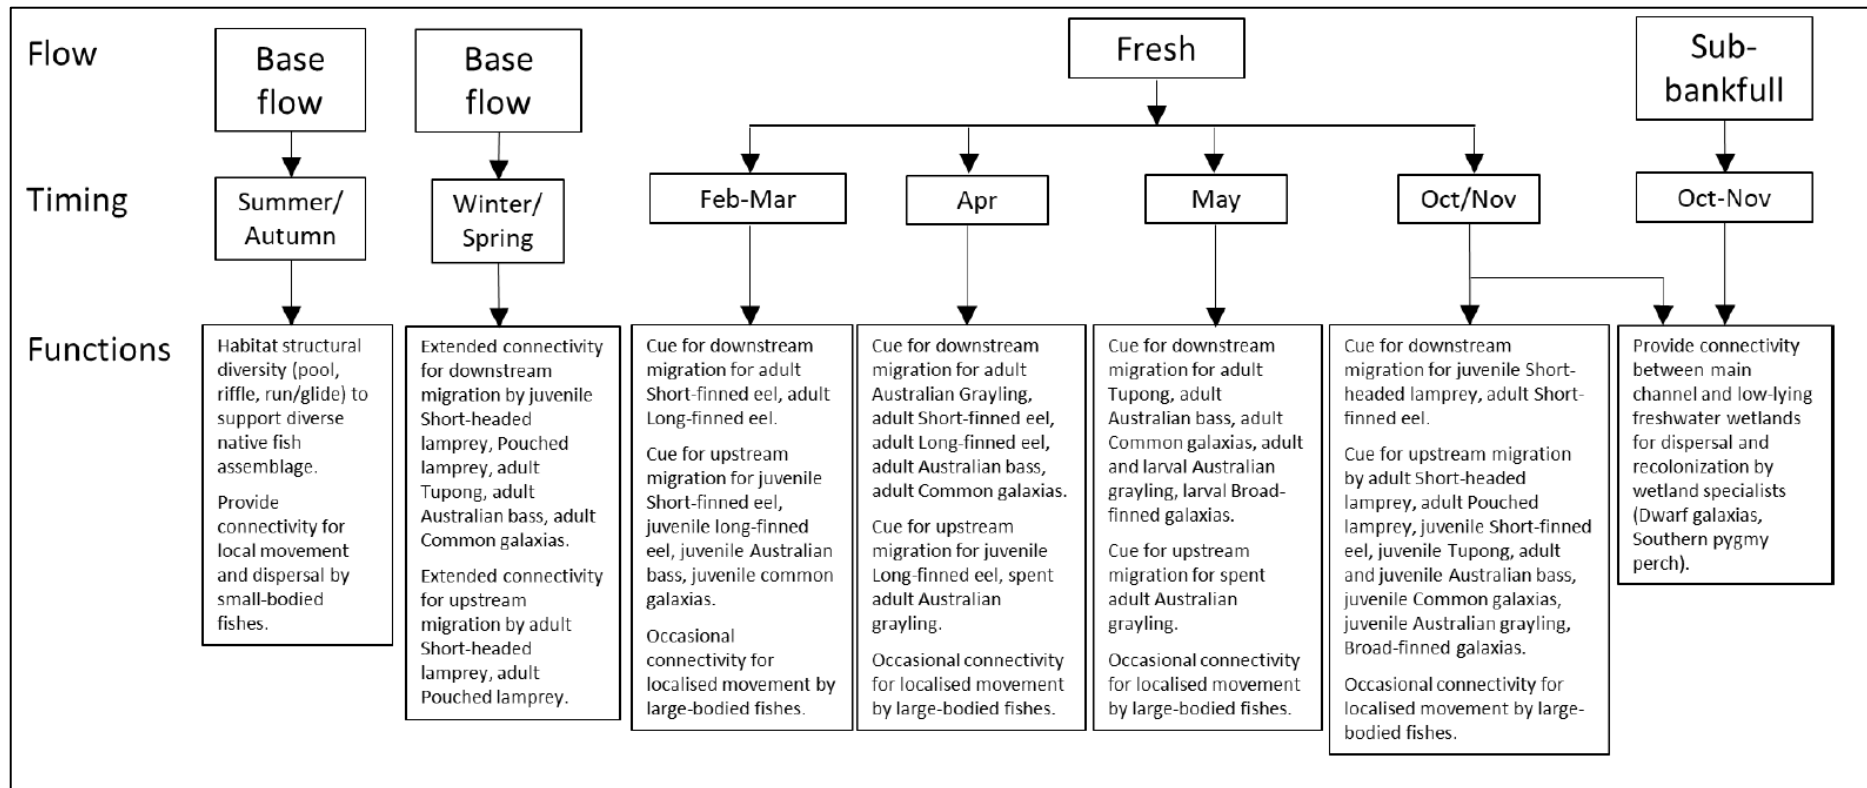 Flow
Base
flow
Base
flow
Fresh
Sub-
bankfull
Timing
Summer/
Autumn
Winter/
Spring
Feb-Mar
Apr
May
Oct/Nov
Oct-Nov
Functions
Habitat structural
diversity (pool,
riffle, run/glide) to
support diverse
native fish
assemblage.
Provide
connectivity for
local movement
and dispersal by
small-bodied
fishes.
Extended connectivity
for downstream
migration by juvenile
Short-headed
lamprey, Pouched
lamprey, adult
Tupong, adult
Australian bass, adult
Common galaxias.
Extended connectivity
for upstream
migration by adult
Short-headed
lamprey, adult
Pouched lamprey.
Cue for downstream
migration for adult
Short-finned eel, adult
Long-finned eel.
Cue for upstream
migration for juvenile
Short-finned eel,
juvenile long-finned
eel, juvenile Australian
bass, juvenile common
galaxias.
Occasional
connectivity for
localised movement by
large-bodied fishes.
Cue for downstream
migration for adult
Australian Grayling,
adult Short-finned eel,
adult Long-finned eel,
adult Australian bass,
adult Common galaxias.
Cue for upstream
migration for juvenile
Long-finned eel, spent
adult Australian
grayling.
Occasional connectivity
for localised movement
by large-bodied fishes.
Cue for downstream
migration for adult
Tupong, adult
Australian bass, adult
Common galaxias, adult
and larval Australian
grayling, larval Broad-
finned galaxias.
Cue for upstream
migration for spent
adult Australian
grayling.
Occasional connectivity
for localised movement
by large-bodied fishes.
Cue for downstream
migration for juvenile Short-
headed lamprey, adult Short-
finned eel.
Cue for upstream migration
by adult Short-headed
lamprey, adult Pouched
lamprey, juvenile Short-finned
eel, juvenile Tupong, adult
and juvenile Australian bass,
juvenile Common galaxias,
juvenile Australian grayling,
Broad-finned galaxias.
Occasional connectivity for
localised movement by large-
bodied fishes.
Provide connectivity
between main
channel and low-lying
freshwater wetlands
for dispersal and
recolonization by
wetland specialists
(Dwarf galaxias,
Southern pygmy
perch).